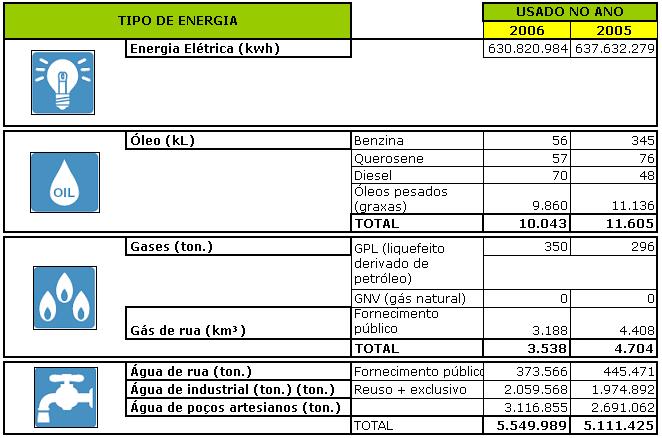 TIPO DE ENERGIA
USADO NO ANO
2006 2005
Energia Elétrica (kwh) 630.820.984 637.632.279
Óleo (kL) Benzina 56 345
Querosene 57 76
Diesel 70 48
Óleos pesados
(graxas) 9.860 11.136
TOTAL 10.043 11.605
OIL
Gases (ton.) GPL (liquefeito 350 296
derivado de
petróleo)
GNV (gás natural) 0 0
Fornecimento
Gás de rua (km³) público 3.188 4.408
TOTAL 3.538 4.704
Água de rua (ton.) Fornecimento público 373.566 445.471
Água de industrial (ton.) (ton.) Reuso + exclusivo 2.059.568 1.974.892
Água de poços artesianos (ton.) 3.116.855 2.691.062
TOTAL 5.549.989 5.111.425